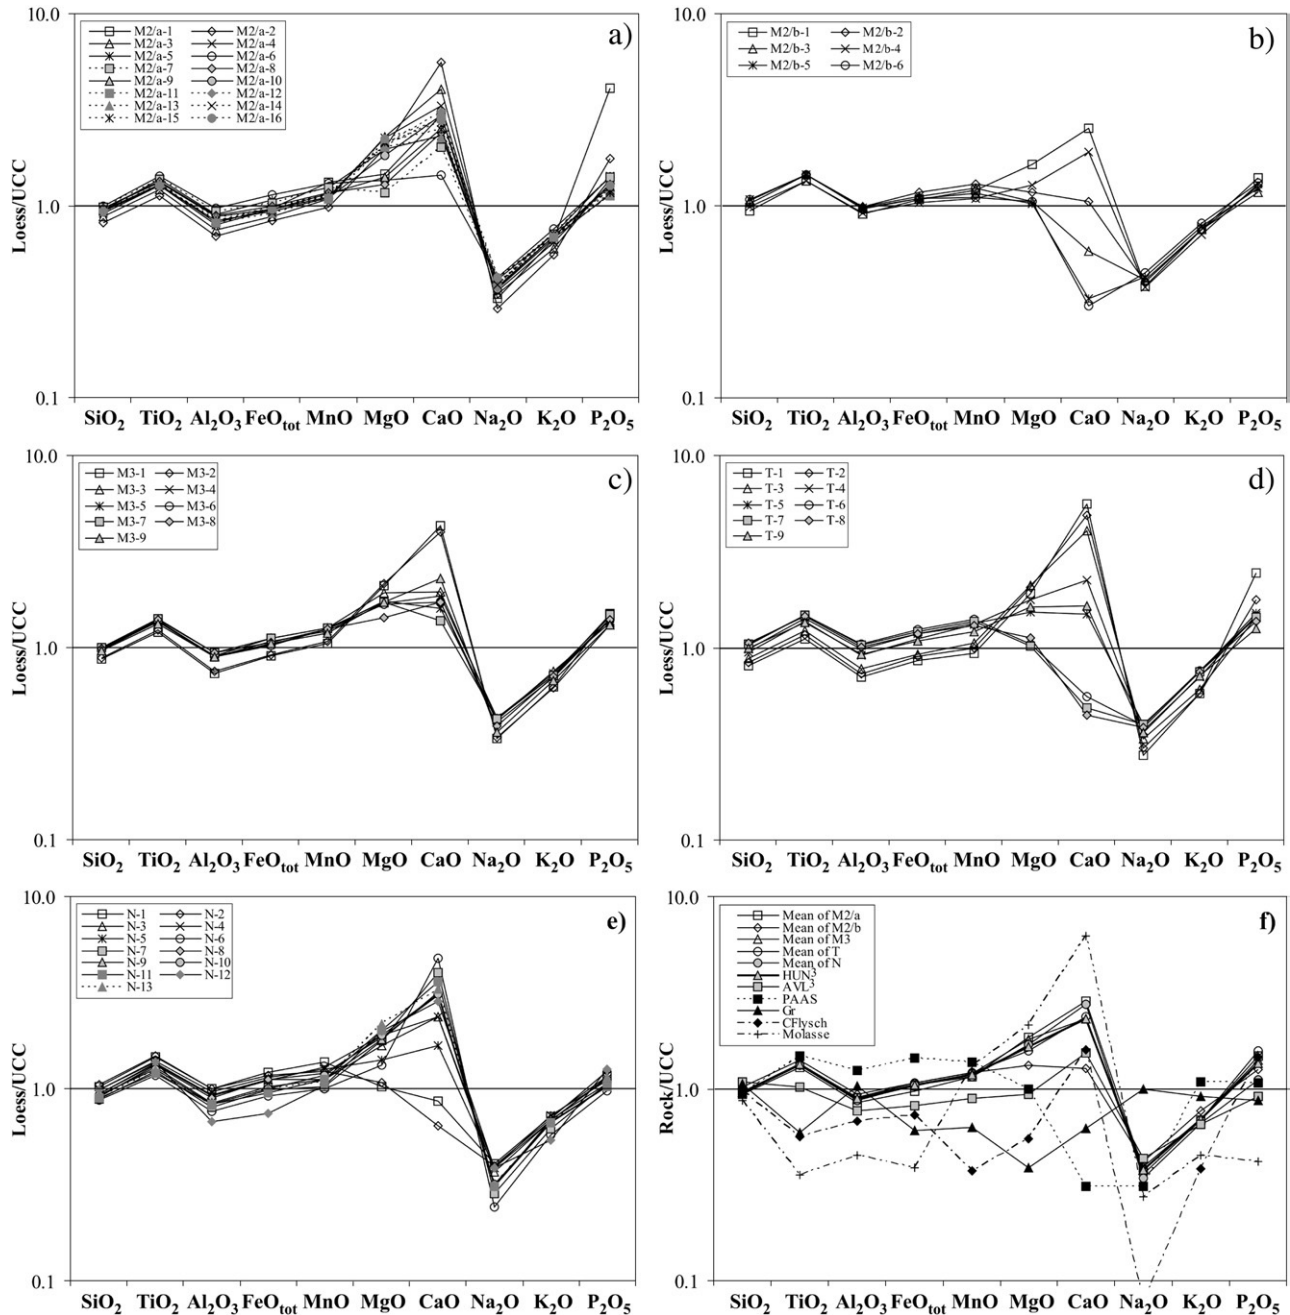 10.0
1.0
0.1
Loess/UCC
M2/a-1 M2/a-2
M2/a-3 M2/a-4
M2/a-5 M2/a-6
M2/a-7 M2/a-8
M2/a-9 M2/a-10
M2/a-11 M2/a-12
M2/a-13 M2/a-14
M2/a-15 M2/a-16
a)
SiO₂ TiO₂ Al₂O₃ FeO_tot MnO MgO CaO Na₂O K₂O P₂O₅
10.0
1.0
0.1
Loess/UCC
M2/b-1 M2/b-2
M2/b-3 M2/b-4
M2/b-5 M2/b-6
b)
SiO₂ TiO₂ Al₂O₃ FeO_tot MnO MgO CaO Na₂O K₂O P₂O₅
10.0
1.0
0.1
Loess/UCC
M3-1 M3-2
M3-3 M3-4
M3-5 M3-6
M3-7 M3-8
M3-9
c)
SiO₂ TiO₂ Al₂O₃ FeO_tot MnO MgO CaO Na₂O K₂O P₂O₅
10.0
1.0
0.1
Loess/UCC
T-1 T-2
T-3 T-4
T-5 T-6
T-7 T-8
T-9
d)
SiO₂ TiO₂ Al₂O₃ FeO_tot MnO MgO CaO Na₂O K₂O P₂O₅
10.0
1.0
0.1
Loess/UCC
N-1 N-2
N-3 N-4
N-5 N-6
N-7 N-8
N-9 N-10
N-11 N-12
N-13
e)
SiO₂ TiO₂ Al₂O₃ FeO_tot MnO MgO CaO Na₂O K₂O P₂O₅
10.0
1.0
0.1
Rock/UCC
Mean of M2/a
Mean of M2/b
Mean of M3
Mean of T
Mean of N
HUN³
AVL³
PAAS
Gr
CFlysch
Molasse
f)
SiO₂ TiO₂ Al₂O₃ FeO_tot MnO MgO CaO Na₂O K₂O P₂O₅